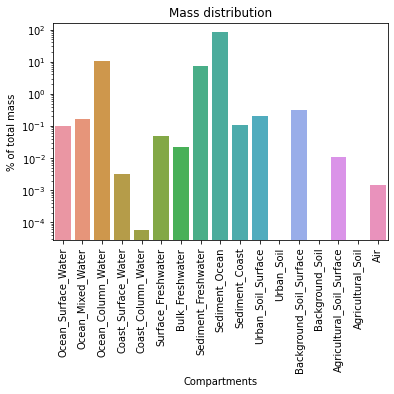 Mass distribution
% of total mass
10²
10¹
10⁰
10⁻¹
10⁻²
10⁻³
10⁻⁴
Ocean_Surface_Water
Ocean_Mixed_Water
Ocean_Column_Water
Coast_Surface_Water
Coast_Column_Water
Surface_Freshwater
Bulk_Freshwater
Sediment_Freshwater
Sediment_Ocean
Sediment_Coast
Urban_Soil_Surface
Urban_Soil
Background_Soil_Surface
Background_Soil
Agricultural_Soil_Surface
Agricultural_Soil
Air
Compartments